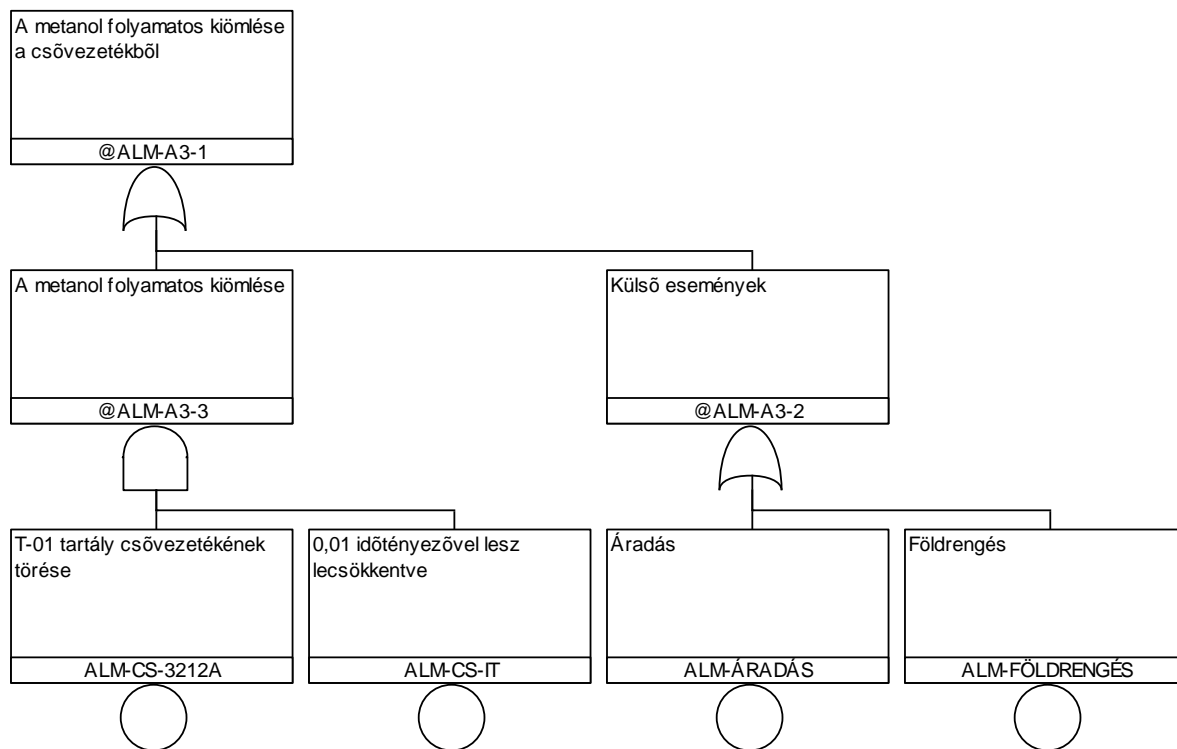 A metanol folyamatos kiömlése
a csõvezetékbõl
@ALM-A3-1
A metanol folyamatos kiömlése
@ALM-A3-3
Külsõ események
@ALM-A3-2
T-01 tartály csõvezetékének
törése
ALM-CS-3212A
0,01 idõtényezõvel lesz
lecsökkentve
ALM-CS-IT
Áradás
ALM-ÁRADÁS
Földrengés
ALM-FÖLDRENGÉS